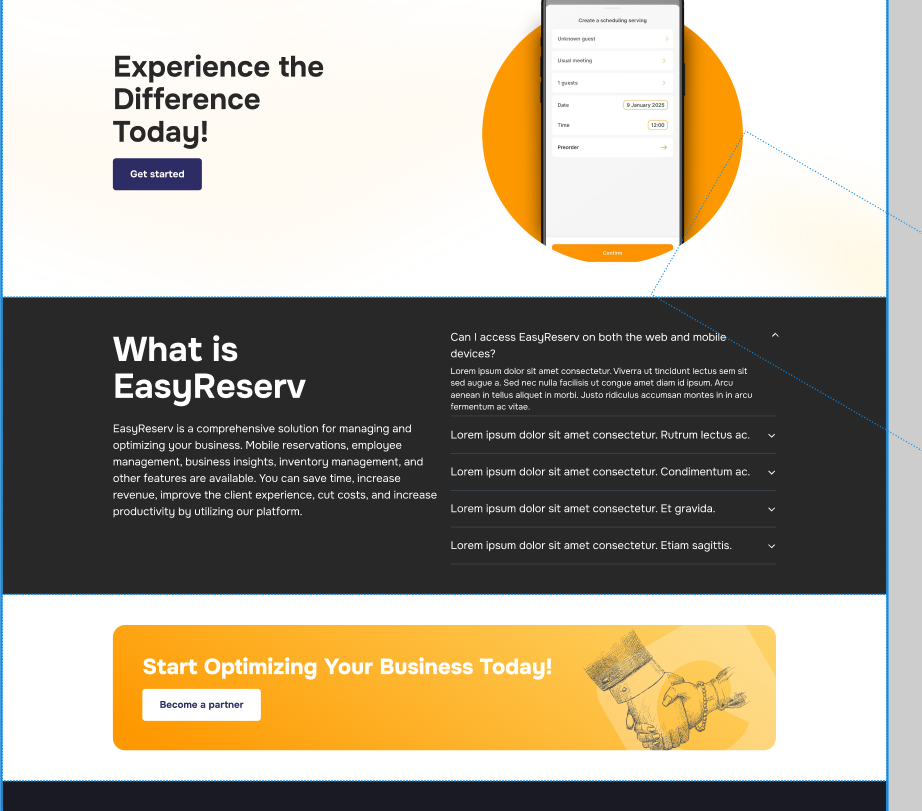 Create a scheduling serving
Unknown guest
Usual meeting
1 guests
Date 9 January 2025
Time 12:00
Preorder
Confirm
Experience the
Difference
Today!
Get started
What is
EasyReserv
EasyReserv is a comprehensive solution for managing and
optimizing your business. Mobile reservations, employee
management, business insights, inventory management, and
other features are available. You can save time, increase
revenue, improve the client experience, cut costs, and increase
productivity by utilizing our platform.
Can I access EasyReserv on both the web and mobile
devices?
Lorem ipsum dolor sit amet consectetur. Viverra ut tincidunt lectus sem sit
sed augue a. Sed nec nulla facilisis ut congue amet diam id ipsum. Arcu
aenean in tellus aliquet in morbi. Justo ridiculus accumsan montes in in arcu
fermentum ac vitae.
Lorem ipsum dolor sit amet consectetur. Rutrum lectus ac.
Lorem ipsum dolor sit amet consectetur. Condimentum ac.
Lorem ipsum dolor sit amet consectetur. Et gravida.
Lorem ipsum dolor sit amet consectetur. Etiam sagittis.
Start Optimizing Your Business Today!
Become a partner